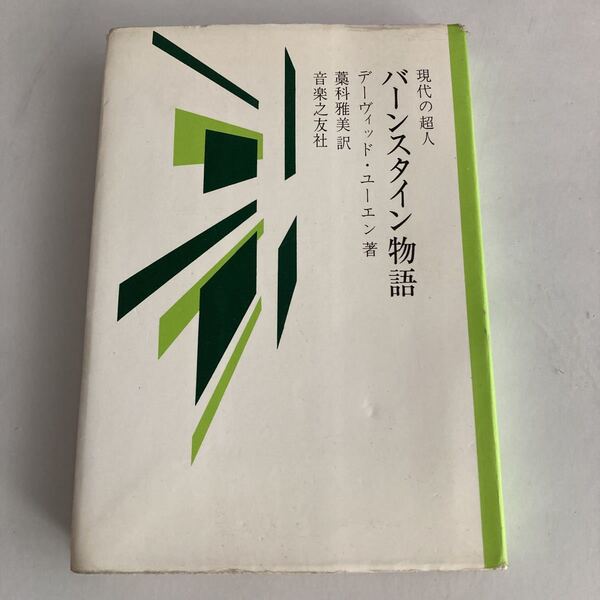 現代の超人
バーンスタイン物語
デーヴィッド・ユーエン 著
藁科雅美 訳
音楽之友社